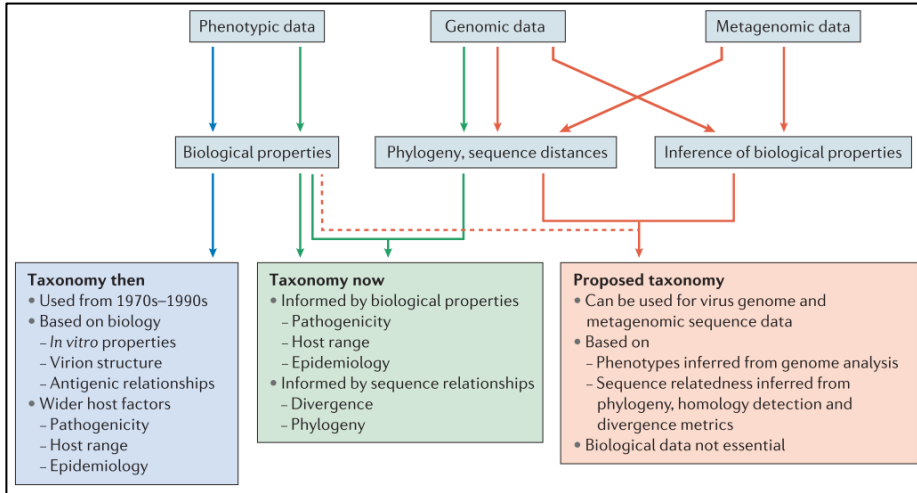 Phenotypic data
Genomic data
Metagenomic data
Biological properties
Phylogeny, sequence distances
Inference of biological properties
Taxonomy then
• Used from 1970s–1990s
• Based on biology
– In vitro properties
– Virion structure
– Antigenic relationships
• Wider host factors
– Pathogenicity
– Host range
– Epidemiology
Taxonomy now
• Informed by biological properties
– Pathogenicity
– Host range
– Epidemiology
• Informed by sequence relationships
– Divergence
– Phylogeny
Proposed taxonomy
• Can be used for virus genome and
metagenomic sequence data
• Based on
– Phenotypes inferred from genome analysis
– Sequence relatedness inferred from
phylogeny, homology detection and
divergence metrics
• Biological data not essential